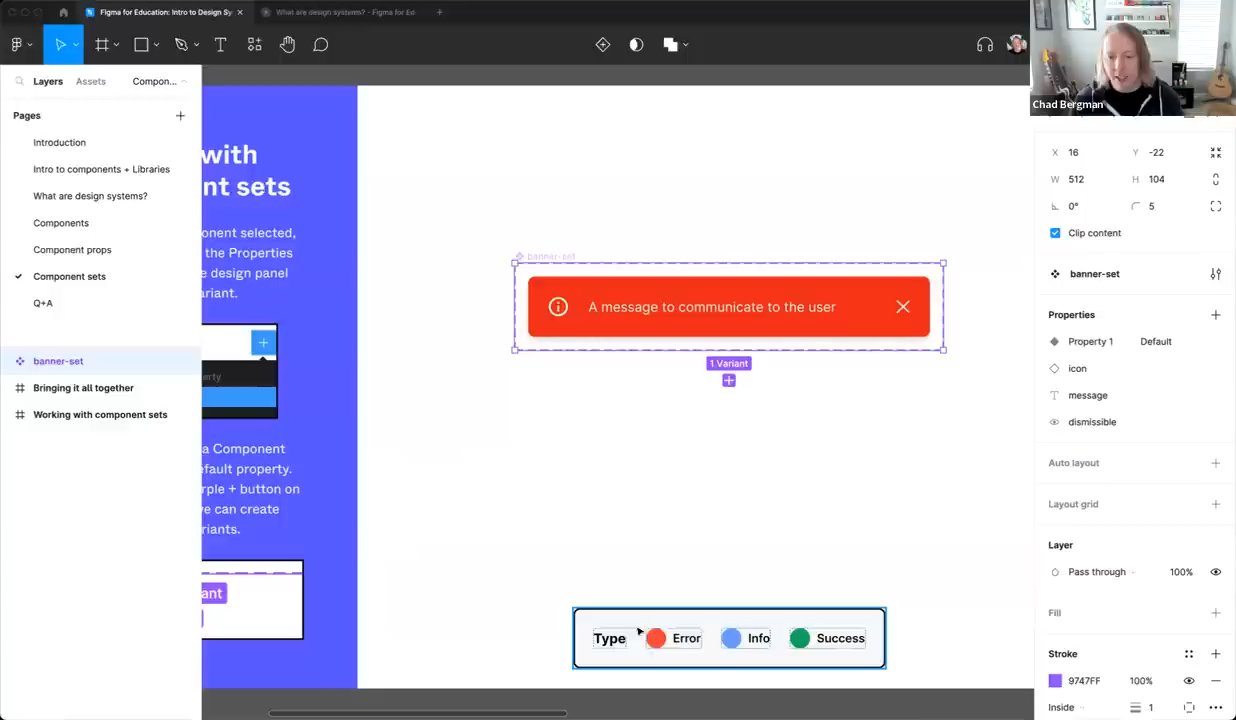 Figma for Education: Intro to Design Sy
What are design systems? - Figma for Ed
Layers
Assets
Compon...
Pages
Introduction
Intro to components + Libraries
What are design systems?
Components
Component props
Component sets
Q+A
banner-set
Bringing it all together
Working with component sets
with
nt sets
onent selected,
the Properties
e design panel
ariant.
erty
a Component
efault property.
rple + button on
ve can create
riants.
ant
banner-set
A message to communicate to the user
1 Variant
Type
Error
Info
Success
Chad Bergman
X 16
Y -22
W 512
H 104
0°
5
Clip content
banner-set
Properties
Property 1
Default
icon
message
dismissible
Auto layout
Layout grid
Layer
Pass through
100%
Fill
Stroke
9747FF
100%
Inside
1